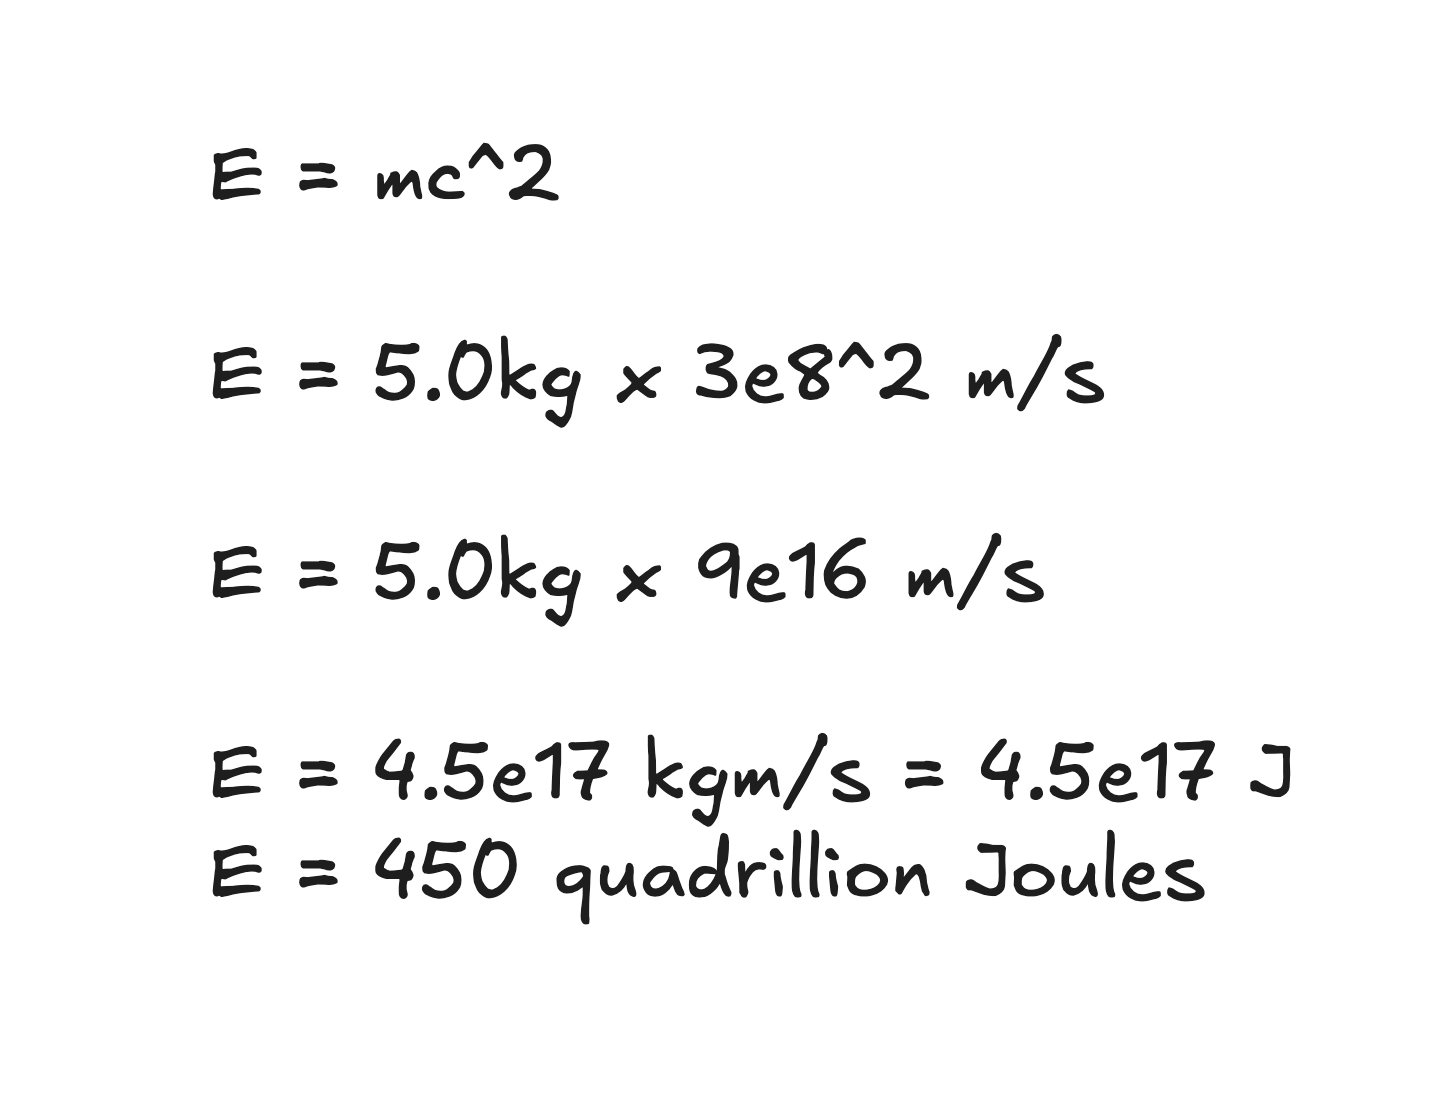 E = mc^2
E = 5.0kg x 3e8^2 m/s
E = 5.0kg x 9e16 m/s
E = 4.5e17 kgm/s = 4.5e17 J
E = 450 quadrillion Joules